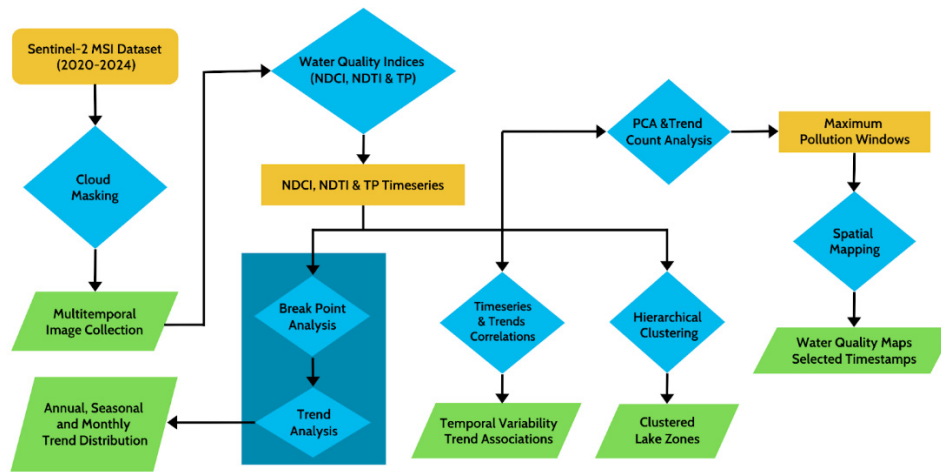 Sentinel-2 MSI Dataset
(2020-2024)
Cloud
Masking
Multitemporal
Image Collection
Water Quality Indices
(NDCI, NDTI & TP)
NDCI, NDTI & TP Timeseries
Break Point
Analysis
Trend
Analysis
Annual, Seasonal
and Monthly
Trend Distribution
Timeseries
& Trends
Correlations
Temporal Variability
Trend Associations
Hierarchical
Clustering
Clustered
Lake Zones
PCA &Trend
Count Analysis
Maximum
Pollution Windows
Spatial
Mapping
Water Quality Maps
Selected Timestamps